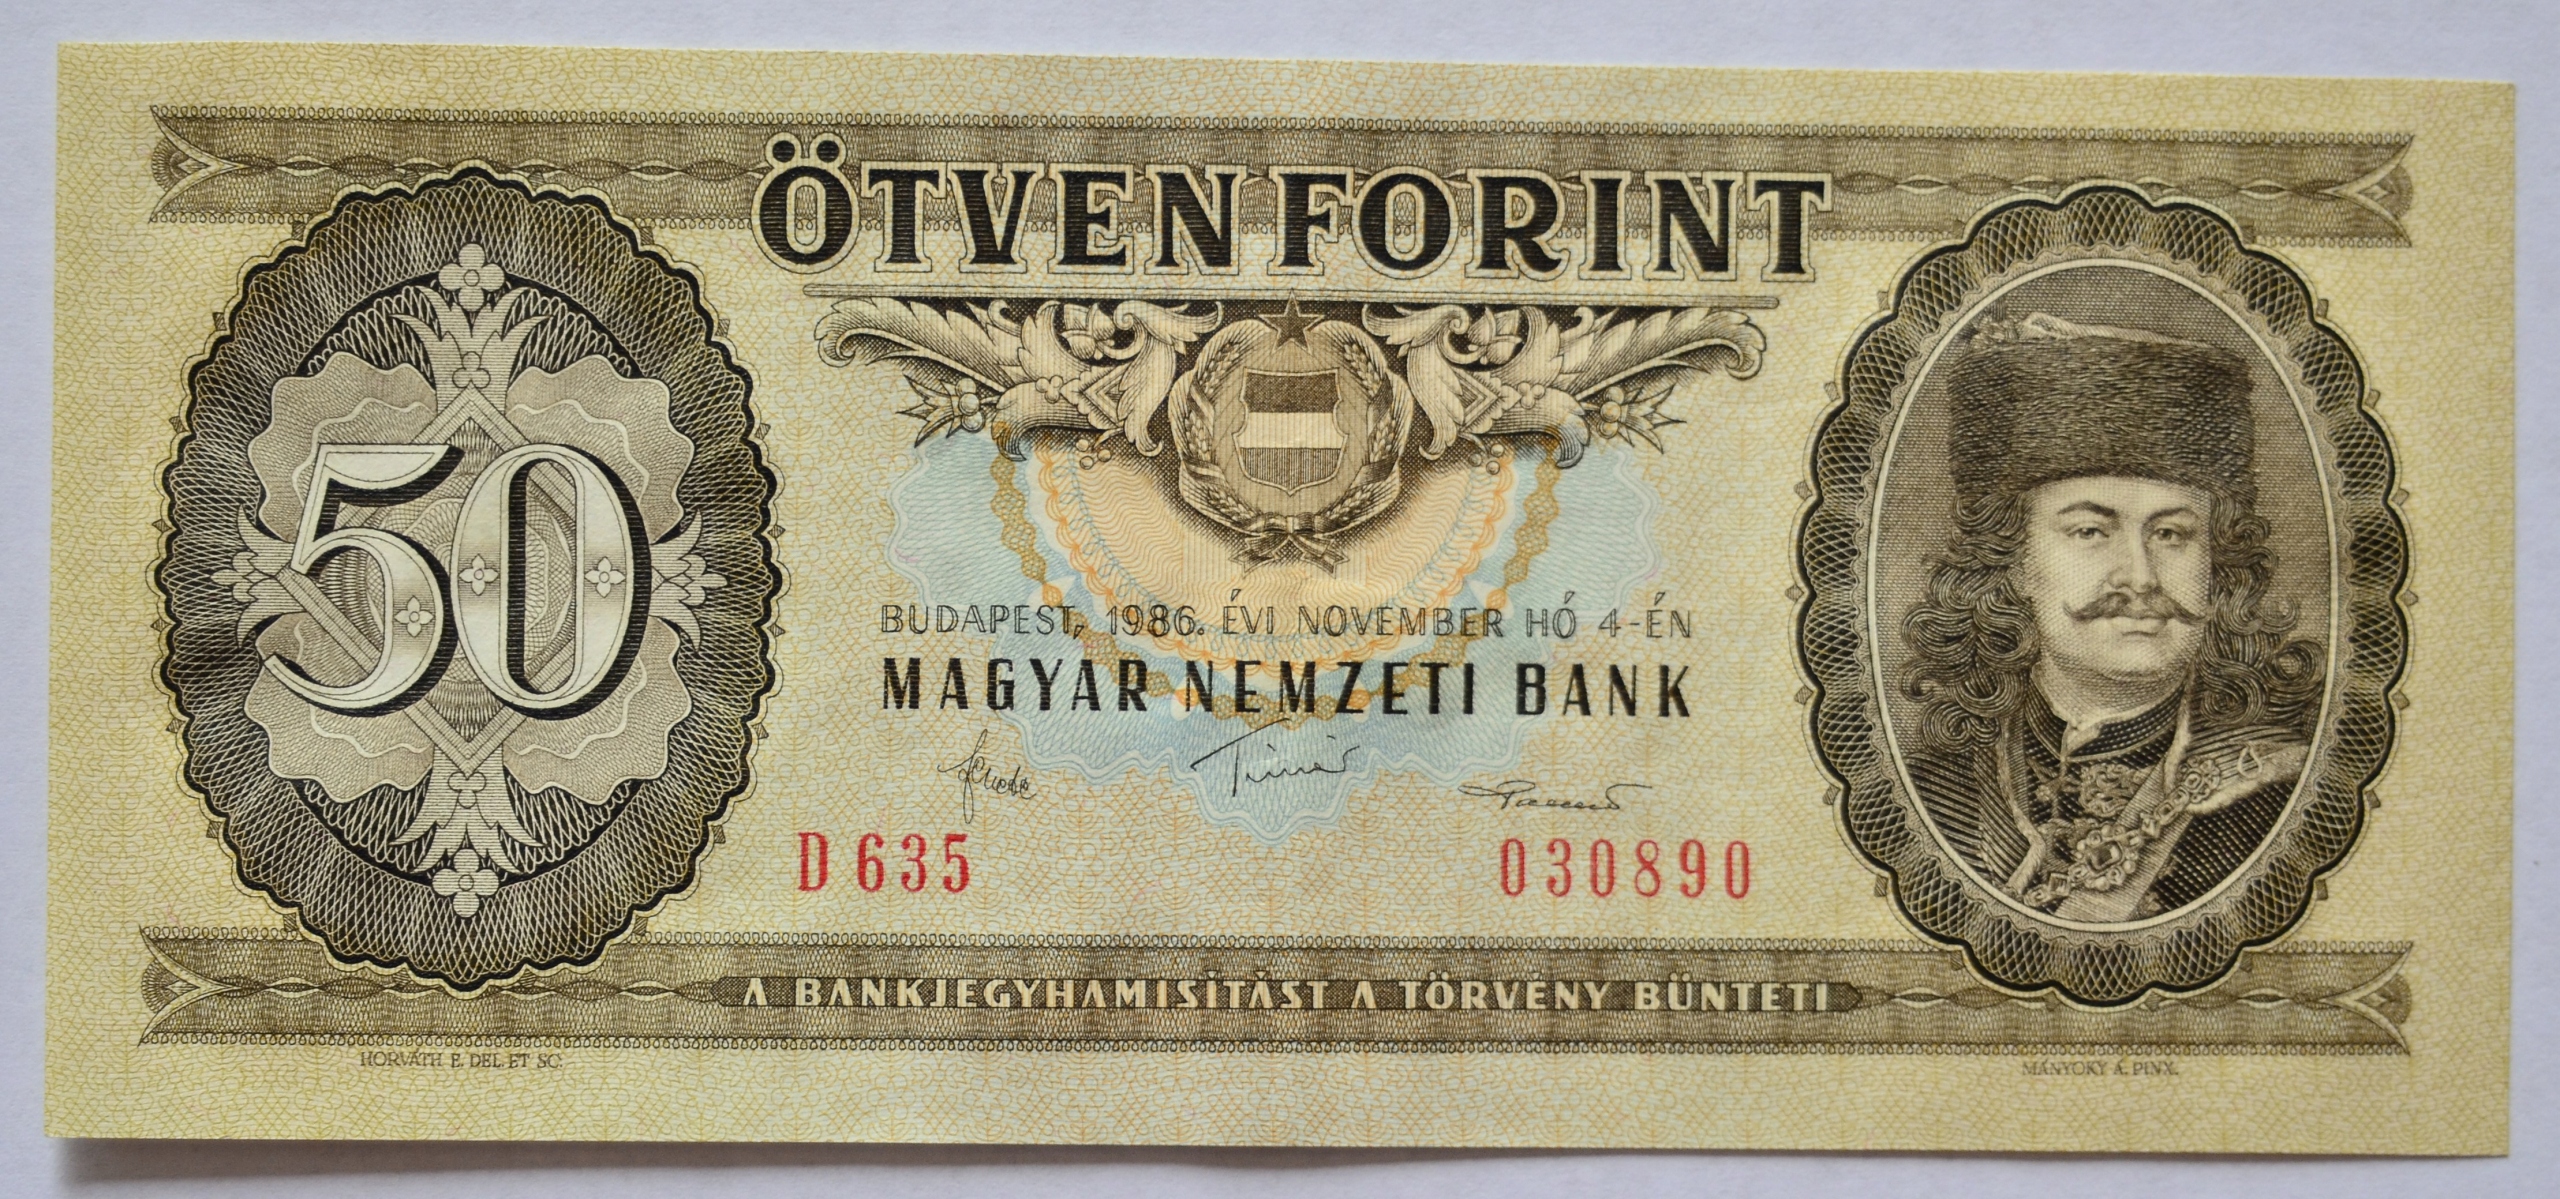 ÖTVEN FORINT
50
BUDAPEST, 1986. ÉVI NOVEMBER HÓ 4-ÉN
MAGYAR NEMZETI BANK
D 635 030890
A BANKJEGYHAMISÍTÁST A TÖRVÉNY BÜNTETI
HORVÁTH E. DEL. ET SC. MÁNYOKY Á. PINX.